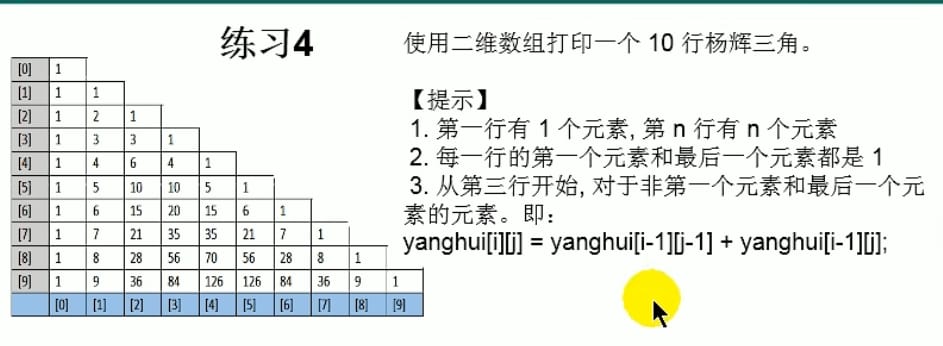 练习4
使用二维数组打印一个 10 行杨辉三角。
【提示】
1. 第一行有 1 个元素, 第 n 行有 n 个元素
2. 每一行的第一个元素和最后一个元素都是 1
3. 从第三行开始, 对于非第一个元素和最后一个元
素的元素。即：
yanghui[i][j] = yanghui[i-1][j-1] + yanghui[i-1][j];
[0] 1
[1] 1 1
[2] 1 2 1
[3] 1 3 3 1
[4] 1 4 6 4 1
[5] 1 5 10 10 5 1
[6] 1 6 15 20 15 6 1
[7] 1 7 21 35 35 21 7 1
[8] 1 8 28 56 70 56 28 8 1
[9] 1 9 36 84 126 126 84 36 9 1
[0] [1] [2] [3] [4] [5] [6] [7] [8] [9]